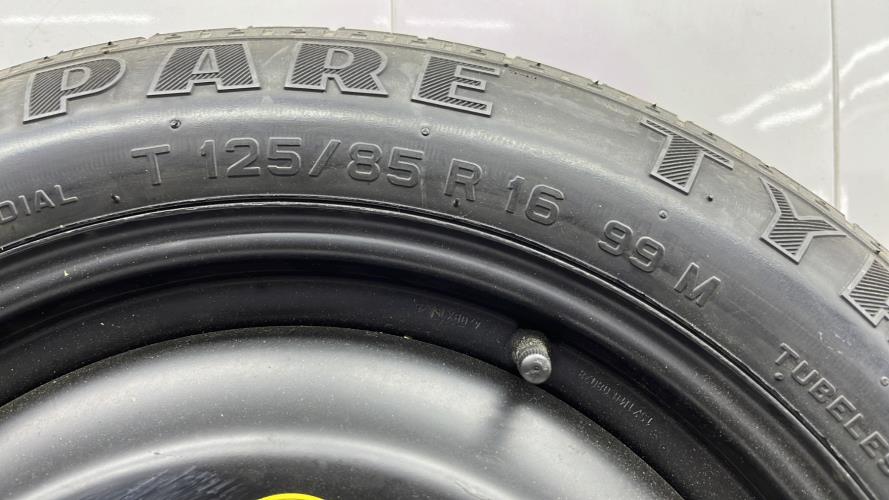 PARE TY
T 125/85 R 16 99 M
DIAL
TUBELES